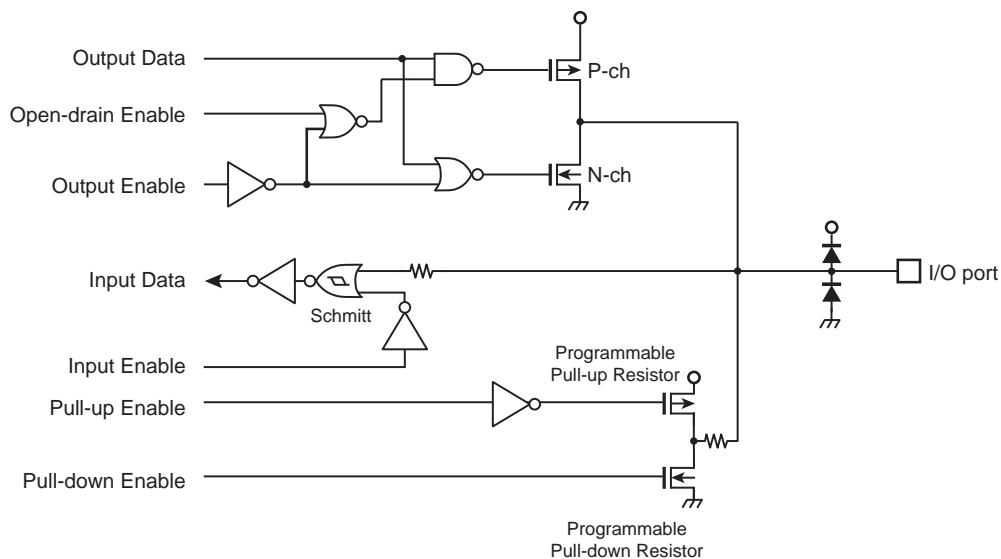 Output Data
P-ch
Open-drain Enable
Output Enable
N-ch
Input Data
Schmitt
I/O port
Input Enable
Programmable
Pull-up Resistor
Pull-up Enable
Pull-down Enable
Programmable
Pull-down Resistor